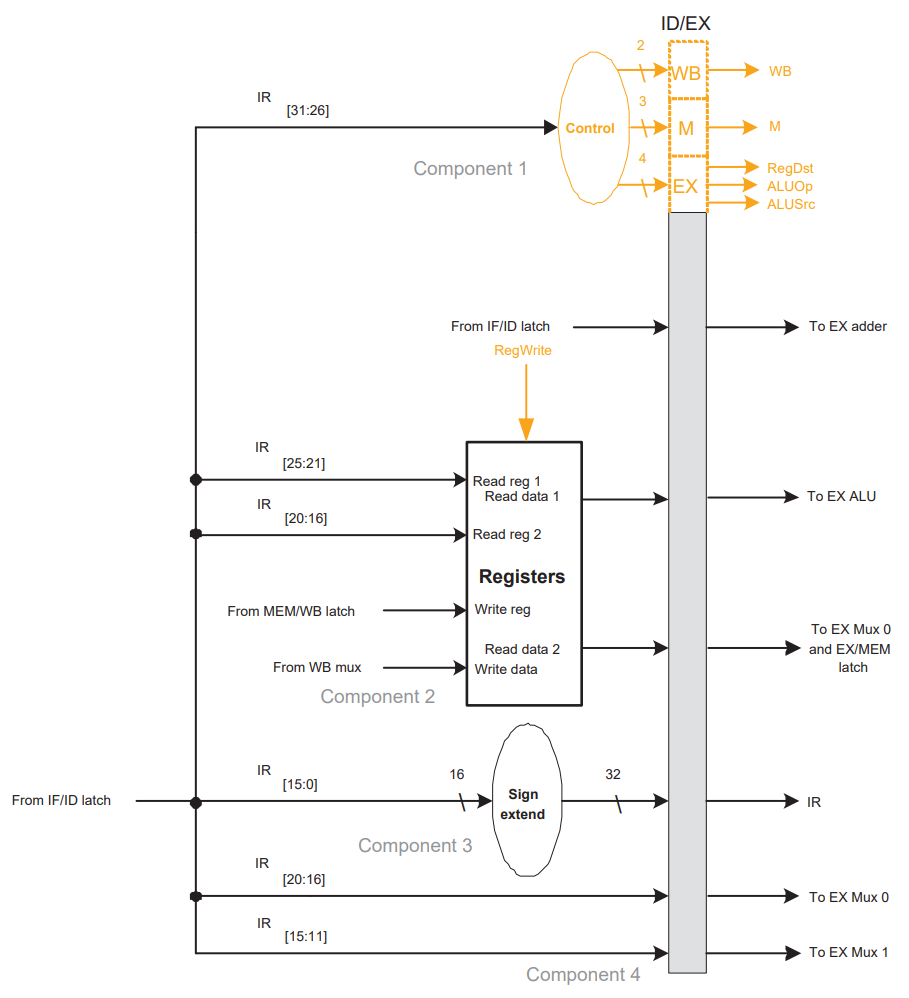 ID/EX
2
WB
WB
IR
[31:26]
3
Control
M
M
Component 1
4
RegDst
EX
ALUOp
ALUSrc
From IF/ID latch
To EX adder
RegWrite
IR
[25:21]
Read reg 1
Read data 1
To EX ALU
IR
[20:16]
Read reg 2
Registers
From MEM/WB latch
Write reg
To EX Mux 0
and EX/MEM
latch
Read data 2
From WB mux
Write data
Component 2
IR
[15:0]
16
32
Sign
extend
From IF/ID latch
IR
Component 3
IR
[20:16]
To EX Mux 0
IR
[15:11]
To EX Mux 1
Component 4